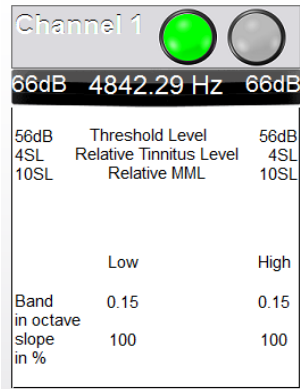 Channel 1
66dB 4842.29 Hz 66dB
56dB Threshold Level 56dB
4SL Relative Tinnitus Level 4SL
10SL Relative MML 10SL
Low High
Band 0.15 0.15
in octave
slope 100 100
in %